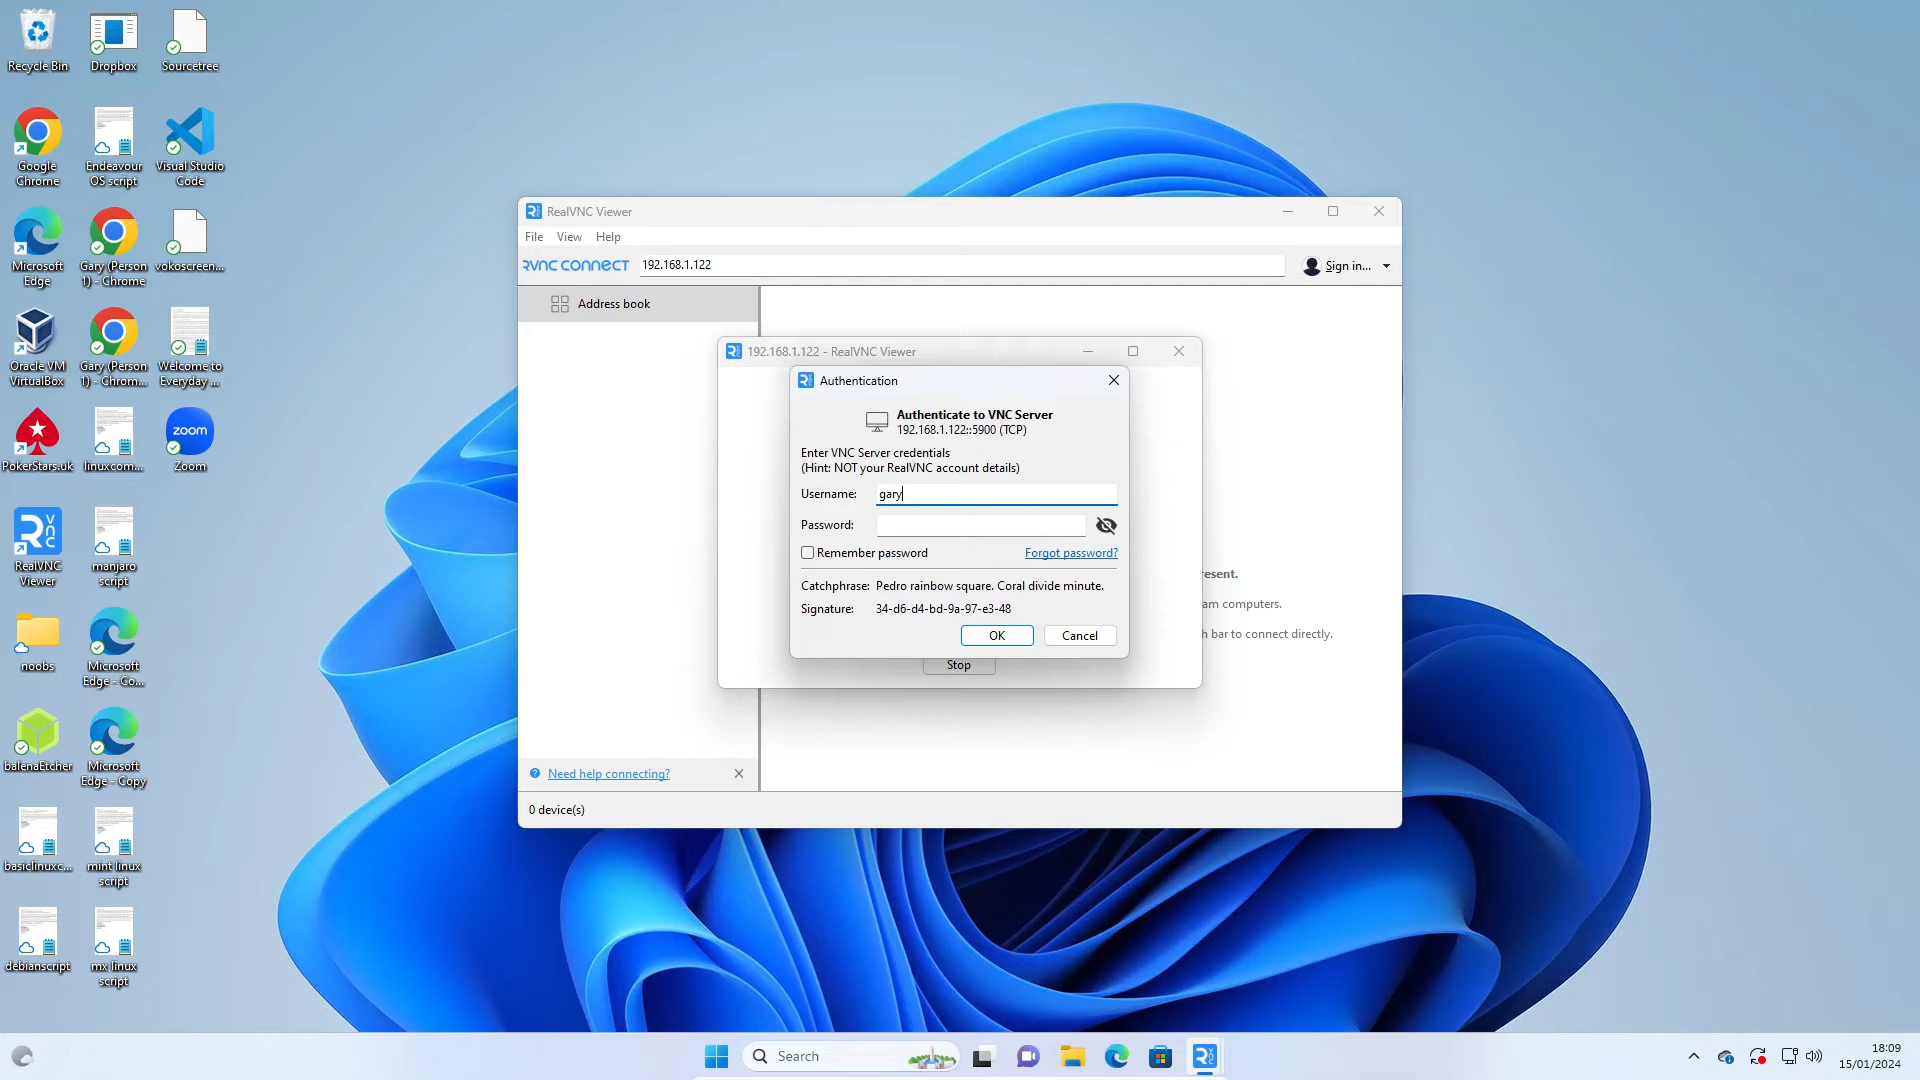 Recycle Bin
Dropbox
Sourcetree
Google
Chrome
Endeavour
OS script
Visual Studio
Code
Microsoft
Edge
Gary (Person
1) - Chrome
vokoscreen...
Oracle VM
VirtualBox
Gary (Person
1) - Chrom...
Welcome to
Everyday ...
PokerStars.uk
linuxcom...
zoom
Zoom
RealVNC
Viewer
manjaro
script
noobs
Microsoft
Edge - Co...
balenaEtcher
Microsoft
Edge - Copy
basiclinuxc...
mint linux
script
debianscript
mx linux
script
RealVNC Viewer
File View Help
RVNC CONNECT 192.168.1.122 Sign in...
Address book
192.168.1.122 - RealVNC Viewer
Authentication
Authenticate to VNC Server
192.168.1.122::5900 (TCP)
Enter VNC Server credentials
(Hint: NOT your RealVNC account details)
Username: gary
Password:
Remember password Forgot password?
Catchphrase: Pedro rainbow square. Coral divide minute.
Signature: 34-d6-d4-bd-9a-97-e3-48
OK Cancel
Stop
resent.
am computers.
h bar to connect directly.
Need help connecting?
0 device(s)
Search
18:09
15/01/2024